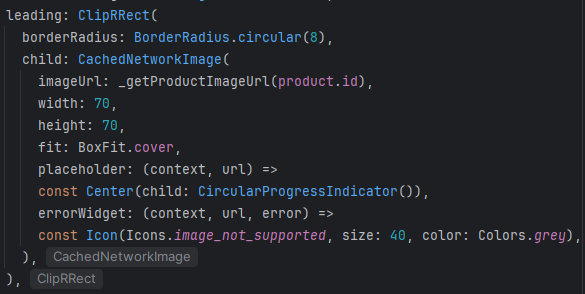 leading: ClipRRect(
borderRadius: BorderRadius.circular(8),
child: CachedNetworkImage(
imageUrl: _getProductImageUrl(product.id),
width: 70,
height: 70,
fit: BoxFit.cover,
placeholder: (context, url) =>
const Center(child: CircularProgressIndicator()),
errorWidget: (context, url, error) =>
const Icon(Icons.image_not_supported, size: 40, color: Colors.grey),
), CachedNetworkImage
), ClipRRect